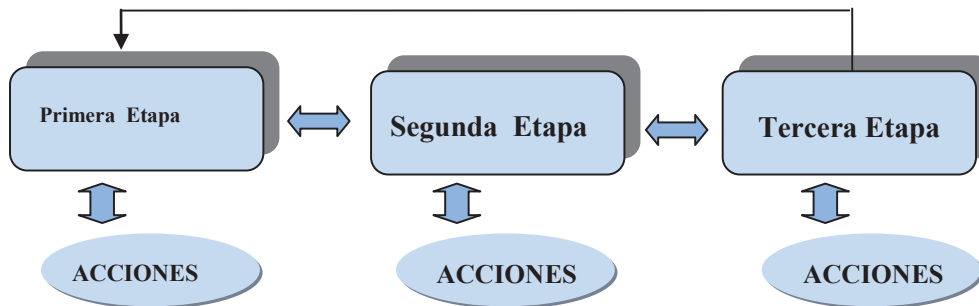 Primera Etapa
Segunda Etapa
Tercera Etapa
ACCIONES
ACCIONES
ACCIONES